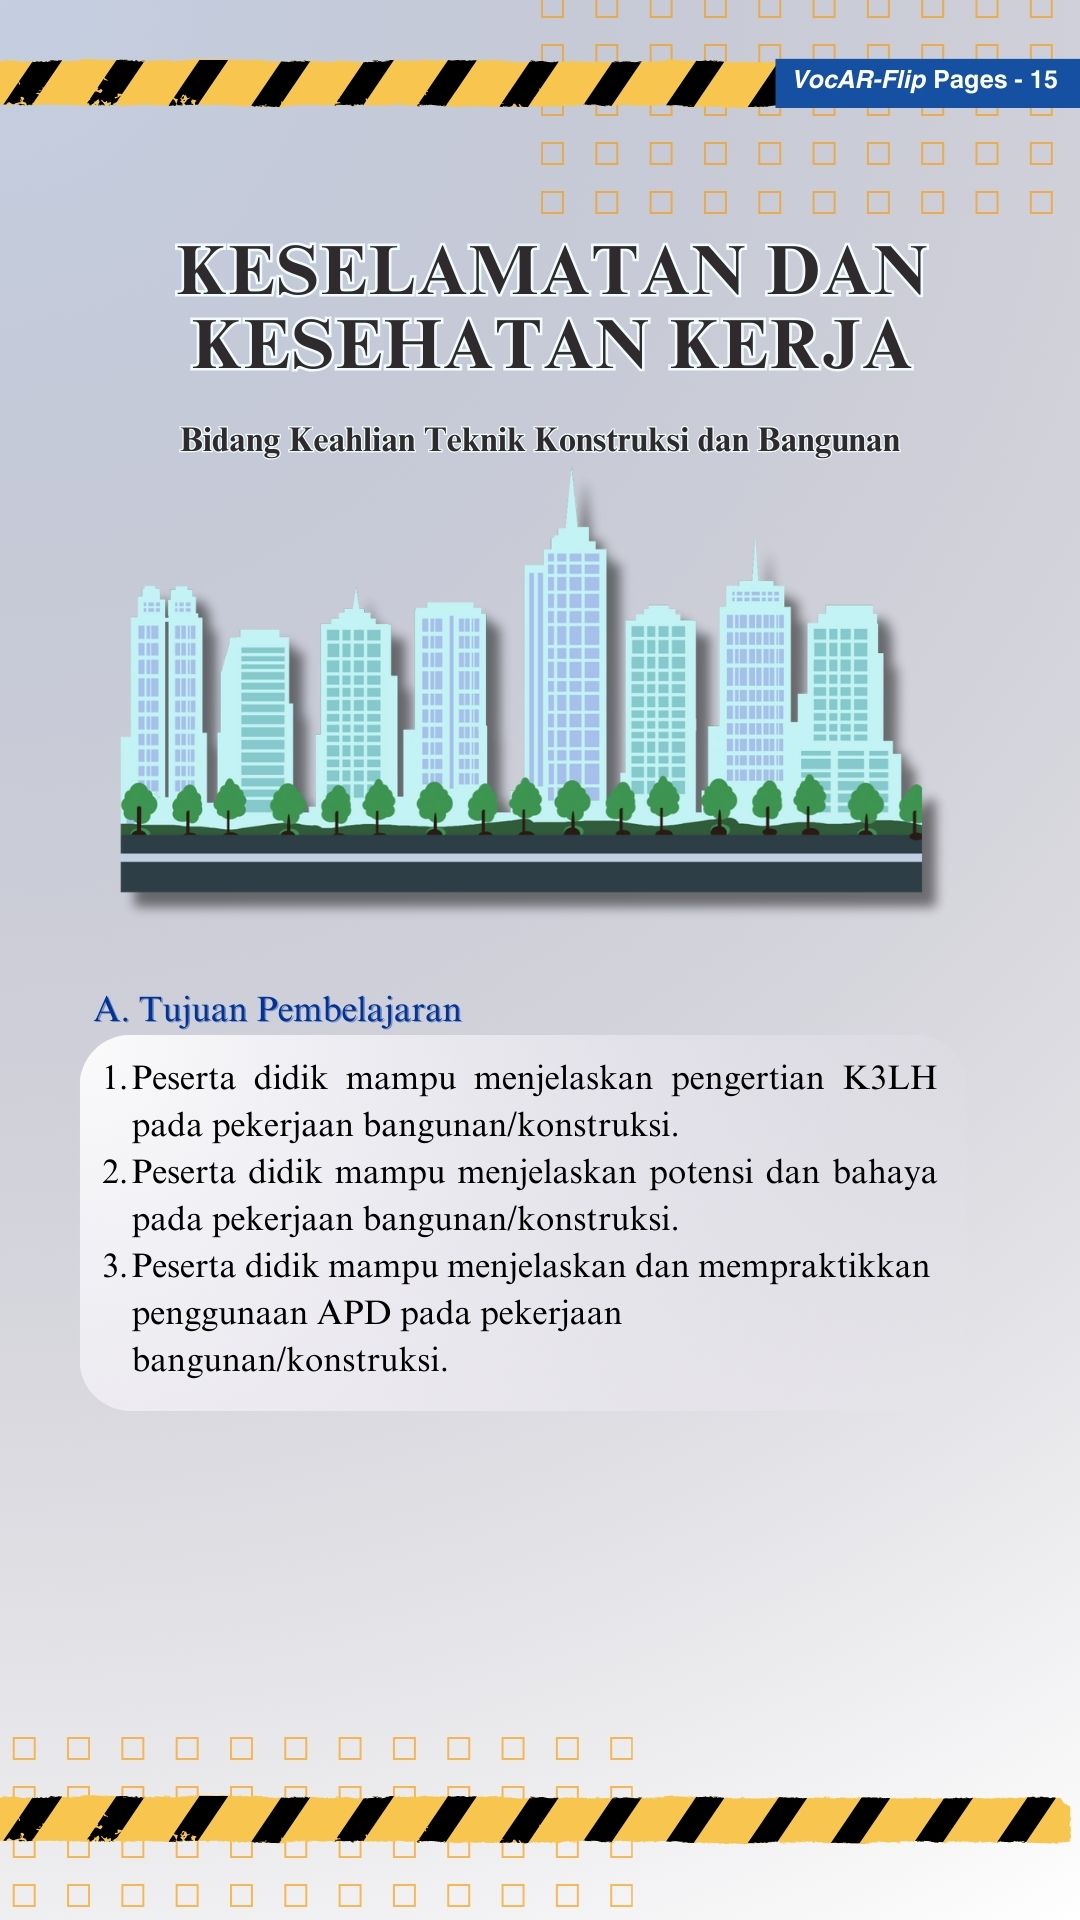 VocAR-Flip Pages - 15
KESELAMATAN DAN
KESEHATAN KERJA
Bidang Keahlian Teknik Konstruksi dan Bangunan
A. Tujuan Pembelajaran
1. Peserta didik mampu menjelaskan pengertian K3LH
pada pekerjaan bangunan/konstruksi.
2. Peserta didik mampu menjelaskan potensi dan bahaya
pada pekerjaan bangunan/konstruksi.
3. Peserta didik mampu menjelaskan dan mempraktikkan
penggunaan APD pada pekerjaan
bangunan/konstruksi.